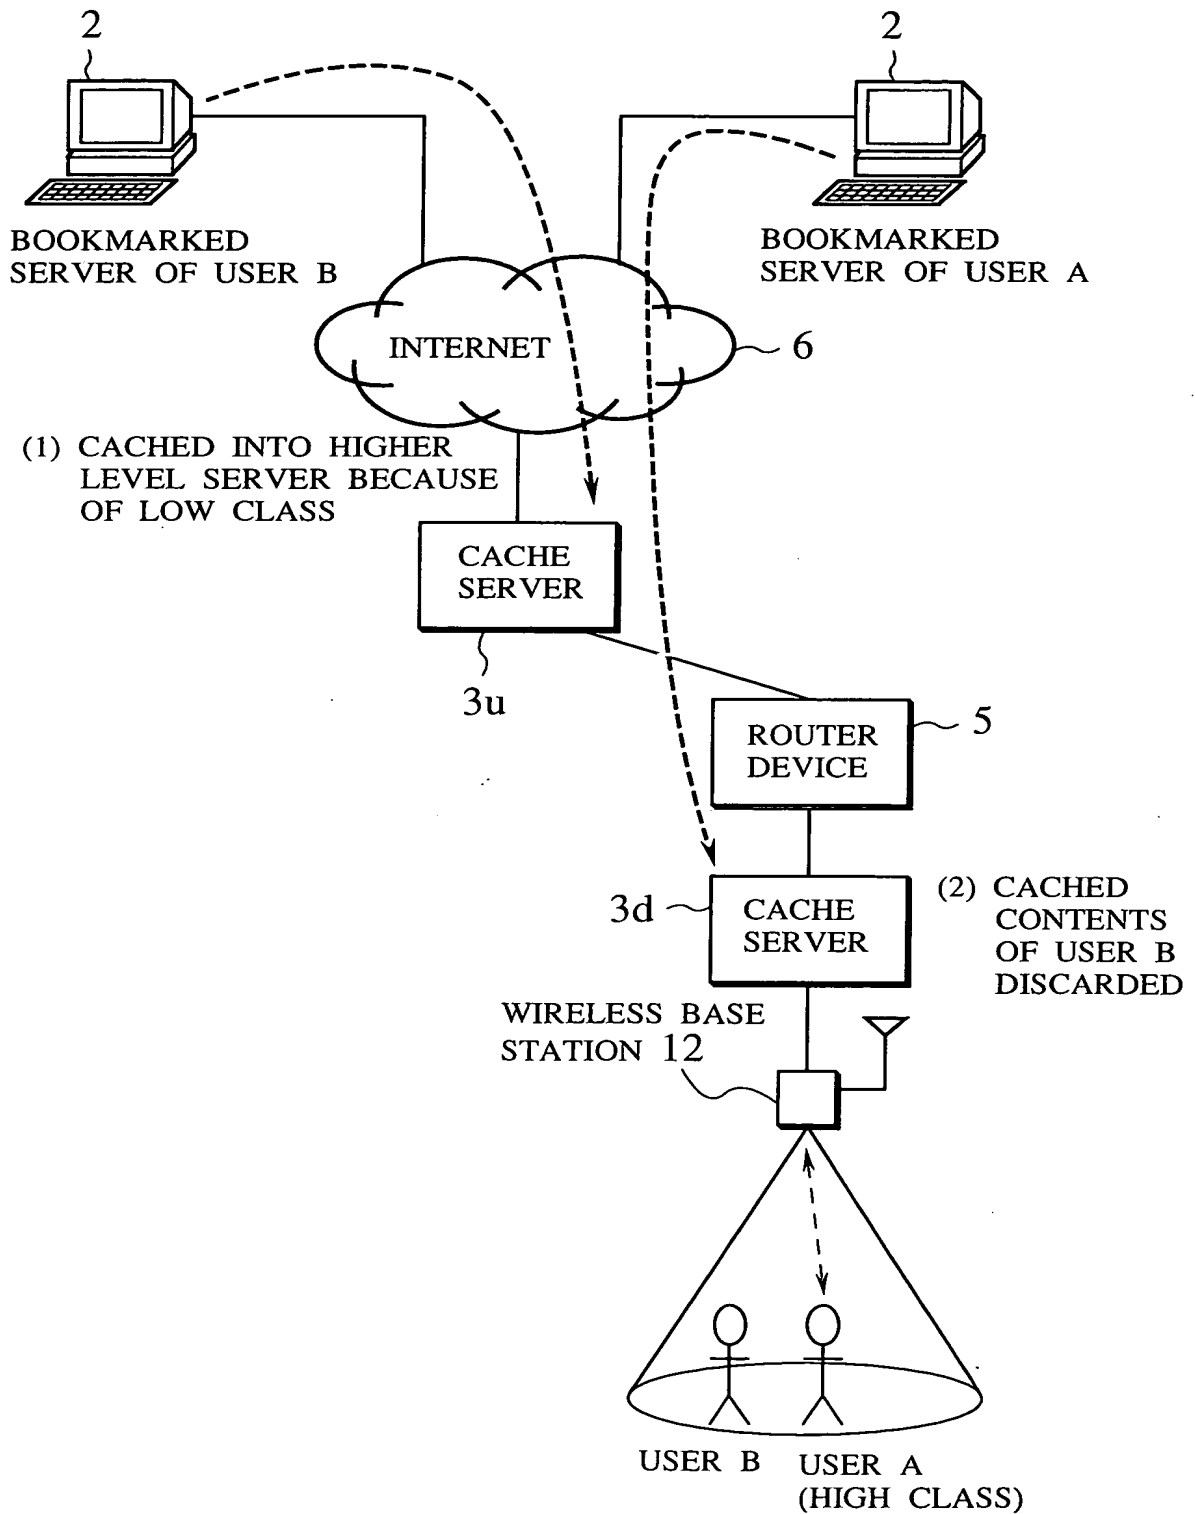 2
2
BOOKMARKED
SERVER OF USER B
BOOKMARKED
SERVER OF USER A
INTERNET
6
(1) CACHED INTO HIGHER
LEVEL SERVER BECAUSE
OF LOW CLASS
CACHE
SERVER
3u
5
ROUTER
DEVICE
3d
CACHE
SERVER
(2) CACHED
CONTENTS
OF USER B
DISCARDED
WIRELESS BASE
STATION 12
USER B
USER A
(HIGH CLASS)